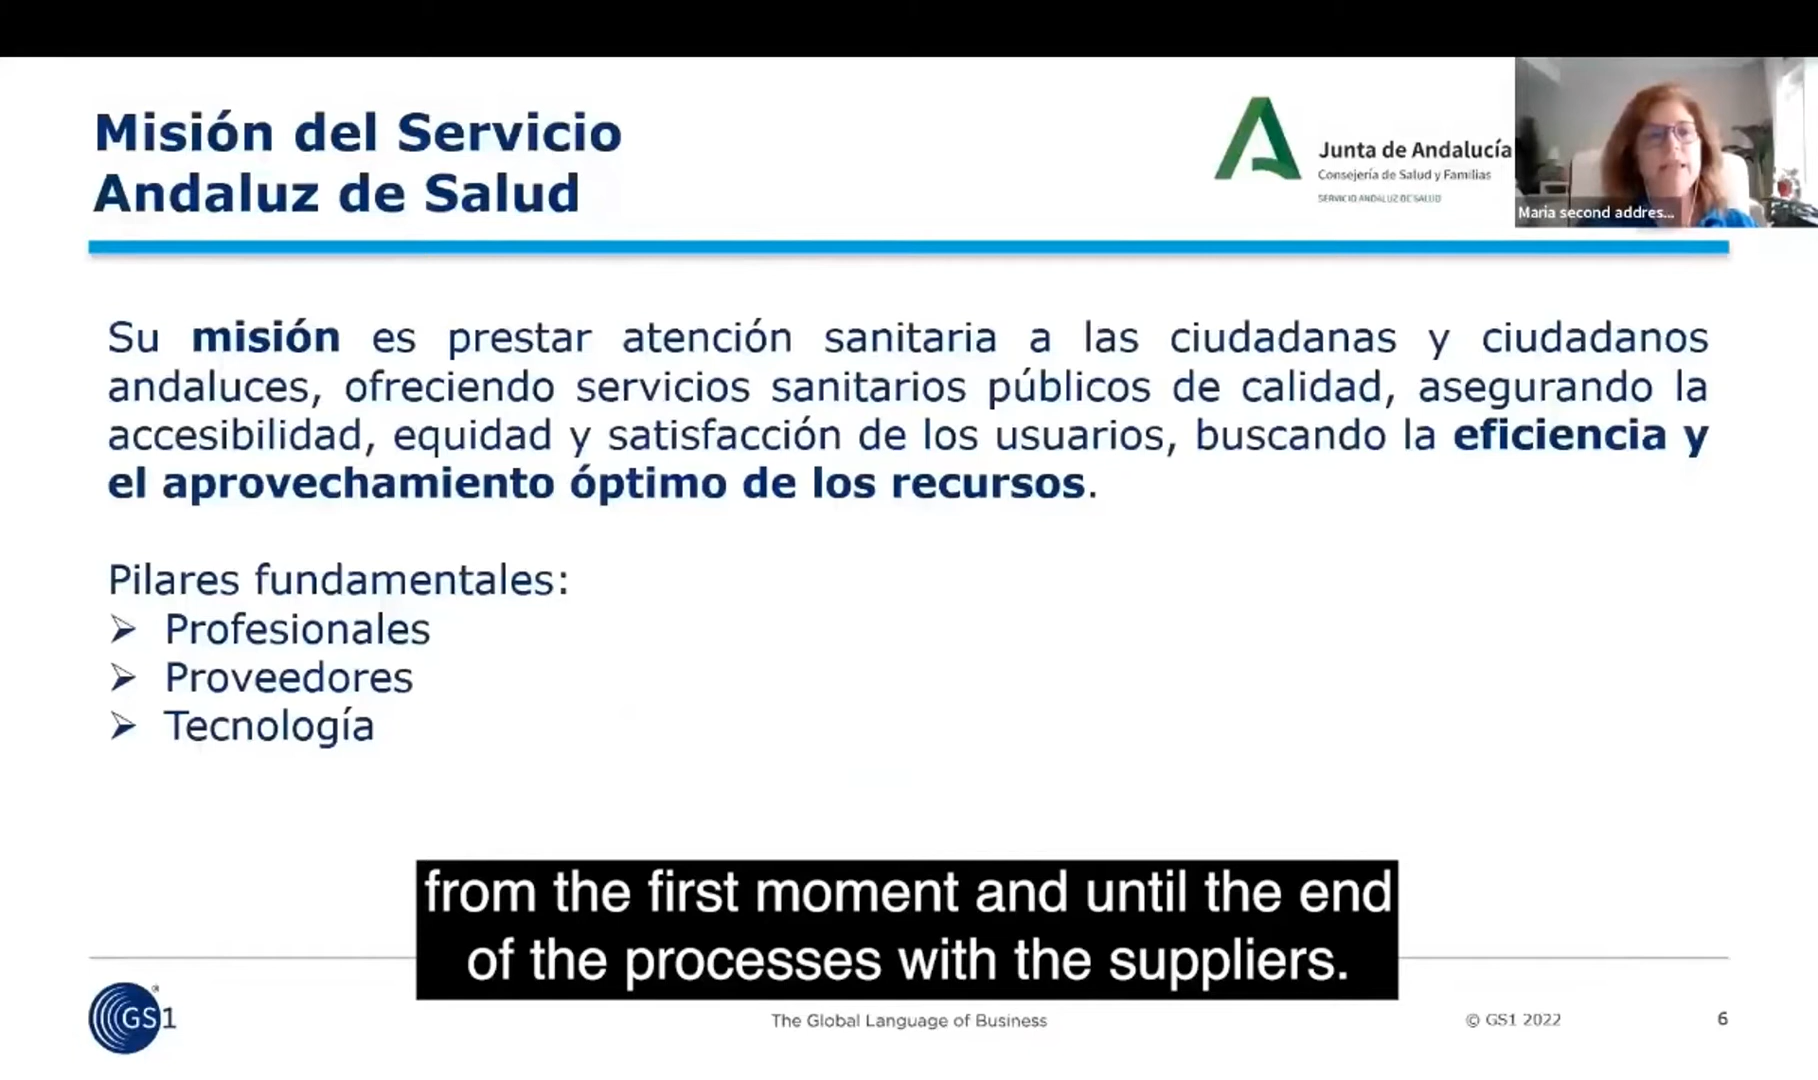 Misión del Servicio
Andaluz de Salud
Junta de Andalucía
Consejería de Salud y Familias
SERVICIO ANDALUZ DE SALUD
Maria second addres...
Su misión es prestar atención sanitaria a las ciudadanas y ciudadanos
andaluces, ofreciendo servicios sanitarios públicos de calidad, asegurando la
accesibilidad, equidad y satisfacción de los usuarios, buscando la eficiencia y
el aprovechamiento óptimo de los recursos.
Pilares fundamentales:
➢ Profesionales
➢ Proveedores
➢ Tecnología
from the first moment and until the end
of the processes with the suppliers.
GS1
®
The Global Language of Business
© GS1 2022
6